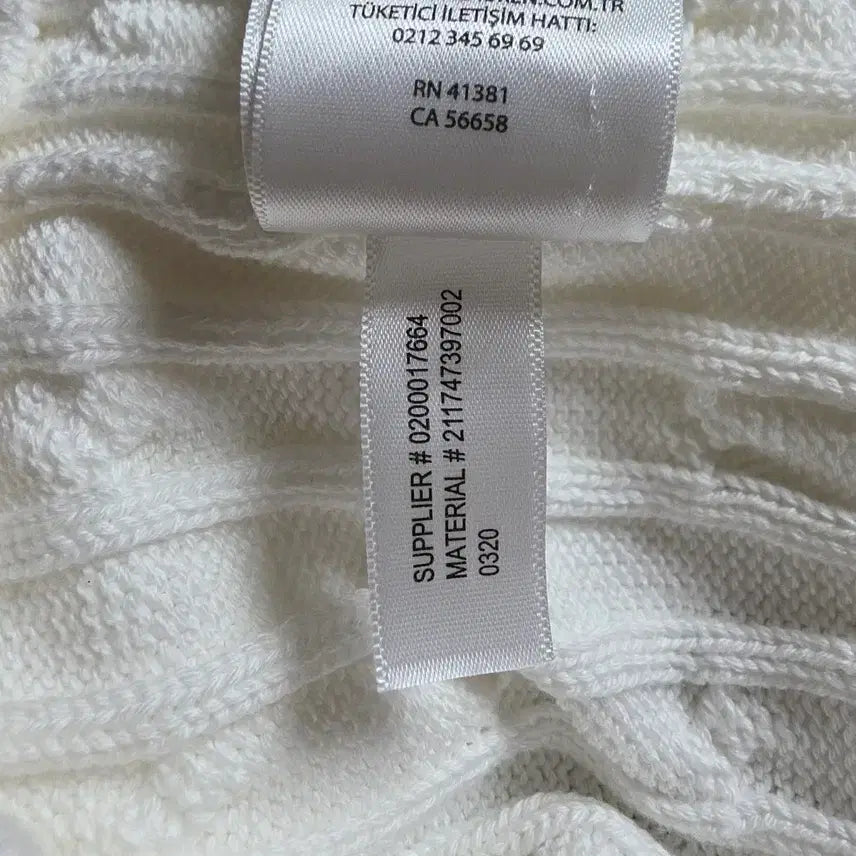 TÜKETİCİ İLETİŞİM HATTI:
0212 345 69 69
RN 41381
CA 56658
SUPPLIER # 0200017664
MATERIAL # 211747397002
0320